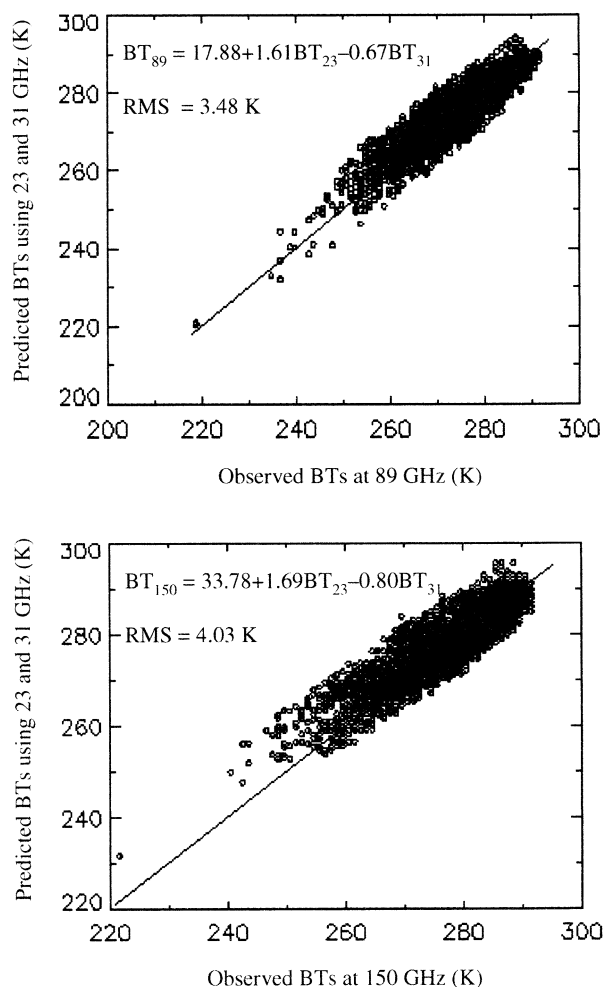 Predicted BTs using 23 and 31 GHz (K)
300
280
260
240
220
200
BT89 = 17.88+1.61BT23–0.67BT31
RMS = 3.48 K
200
220
240
260
280
300
Observed BTs at 89 GHz (K)
Predicted BTs using 23 and 31 GHz (K)
300
280
260
240
220
BT150 = 33.78+1.69BT23–0.80BT31
RMS = 4.03 K
220
240
260
280
300
Observed BTs at 150 GHz (K)